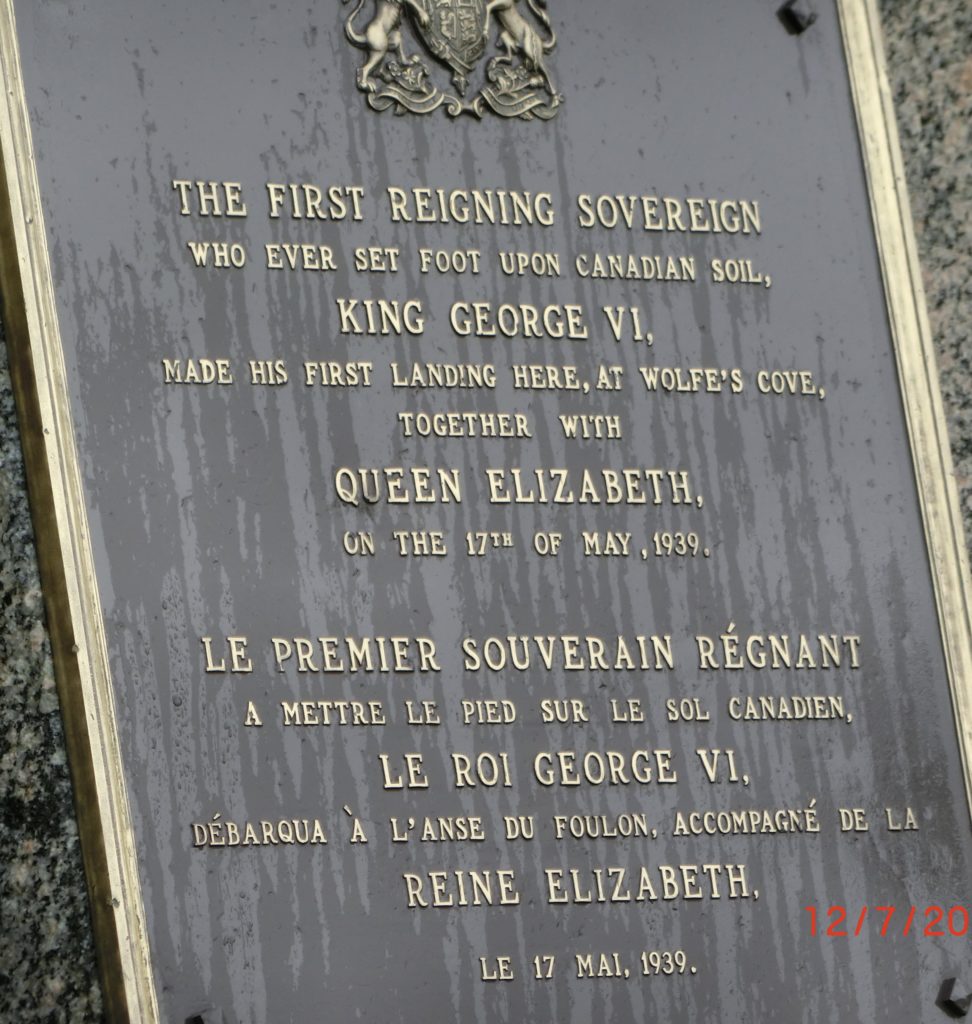 THE FIRST REIGNING SOVEREIGN
WHO EVER SET FOOT UPON CANADIAN SOIL,
KING GEORGE VI,
MADE HIS FIRST LANDING HERE, AT WOLFE'S COVE,
TOGETHER WITH
QUEEN ELIZABETH,
ON THE 17TH OF MAY, 1939.
LE PREMIER SOUVERAIN RÉGNANT
A METTRE LE PIED SUR LE SOL CANADIEN,
LE ROI GEORGE VI,
DÉBARQUA À L'ANSE DU FOULON, ACCOMPAGNÉ DE LA
REINE ELIZABETH,
LE 17 MAI, 1939.
12/7/20